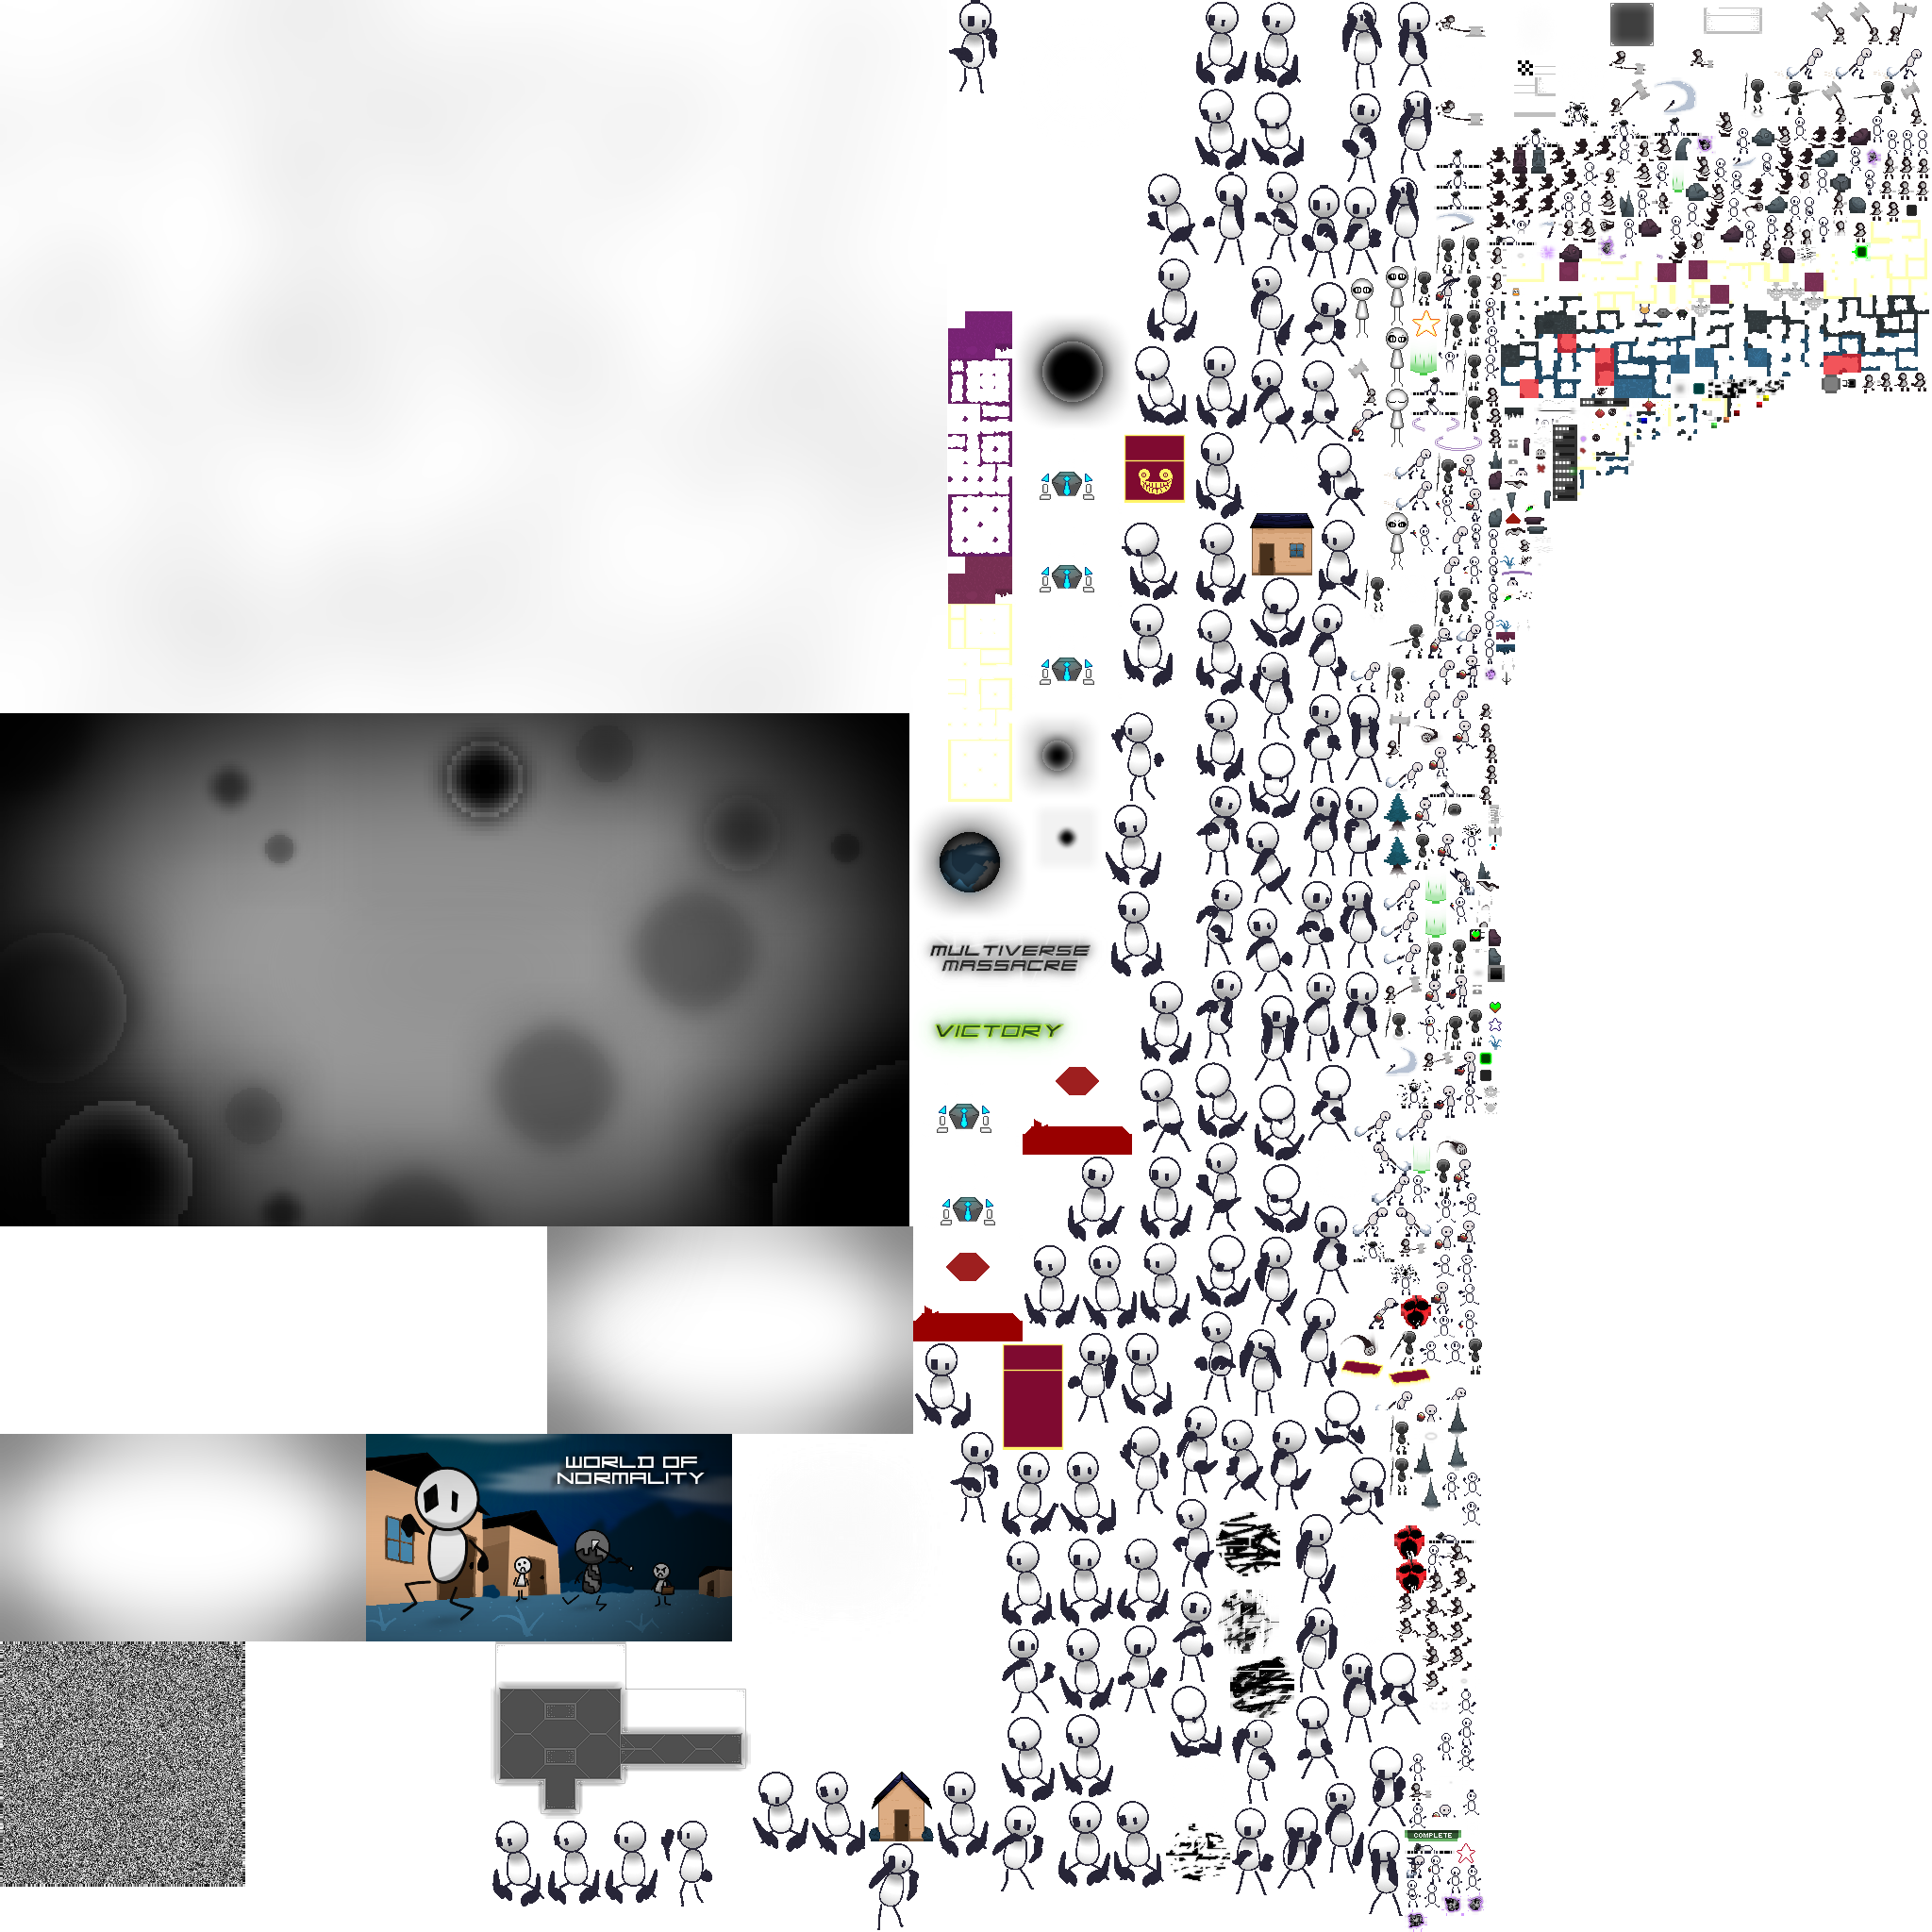 MULTIVERSE
MASSACRE
VICTORY
WORLD OF
NORMALITY
COMPLETE